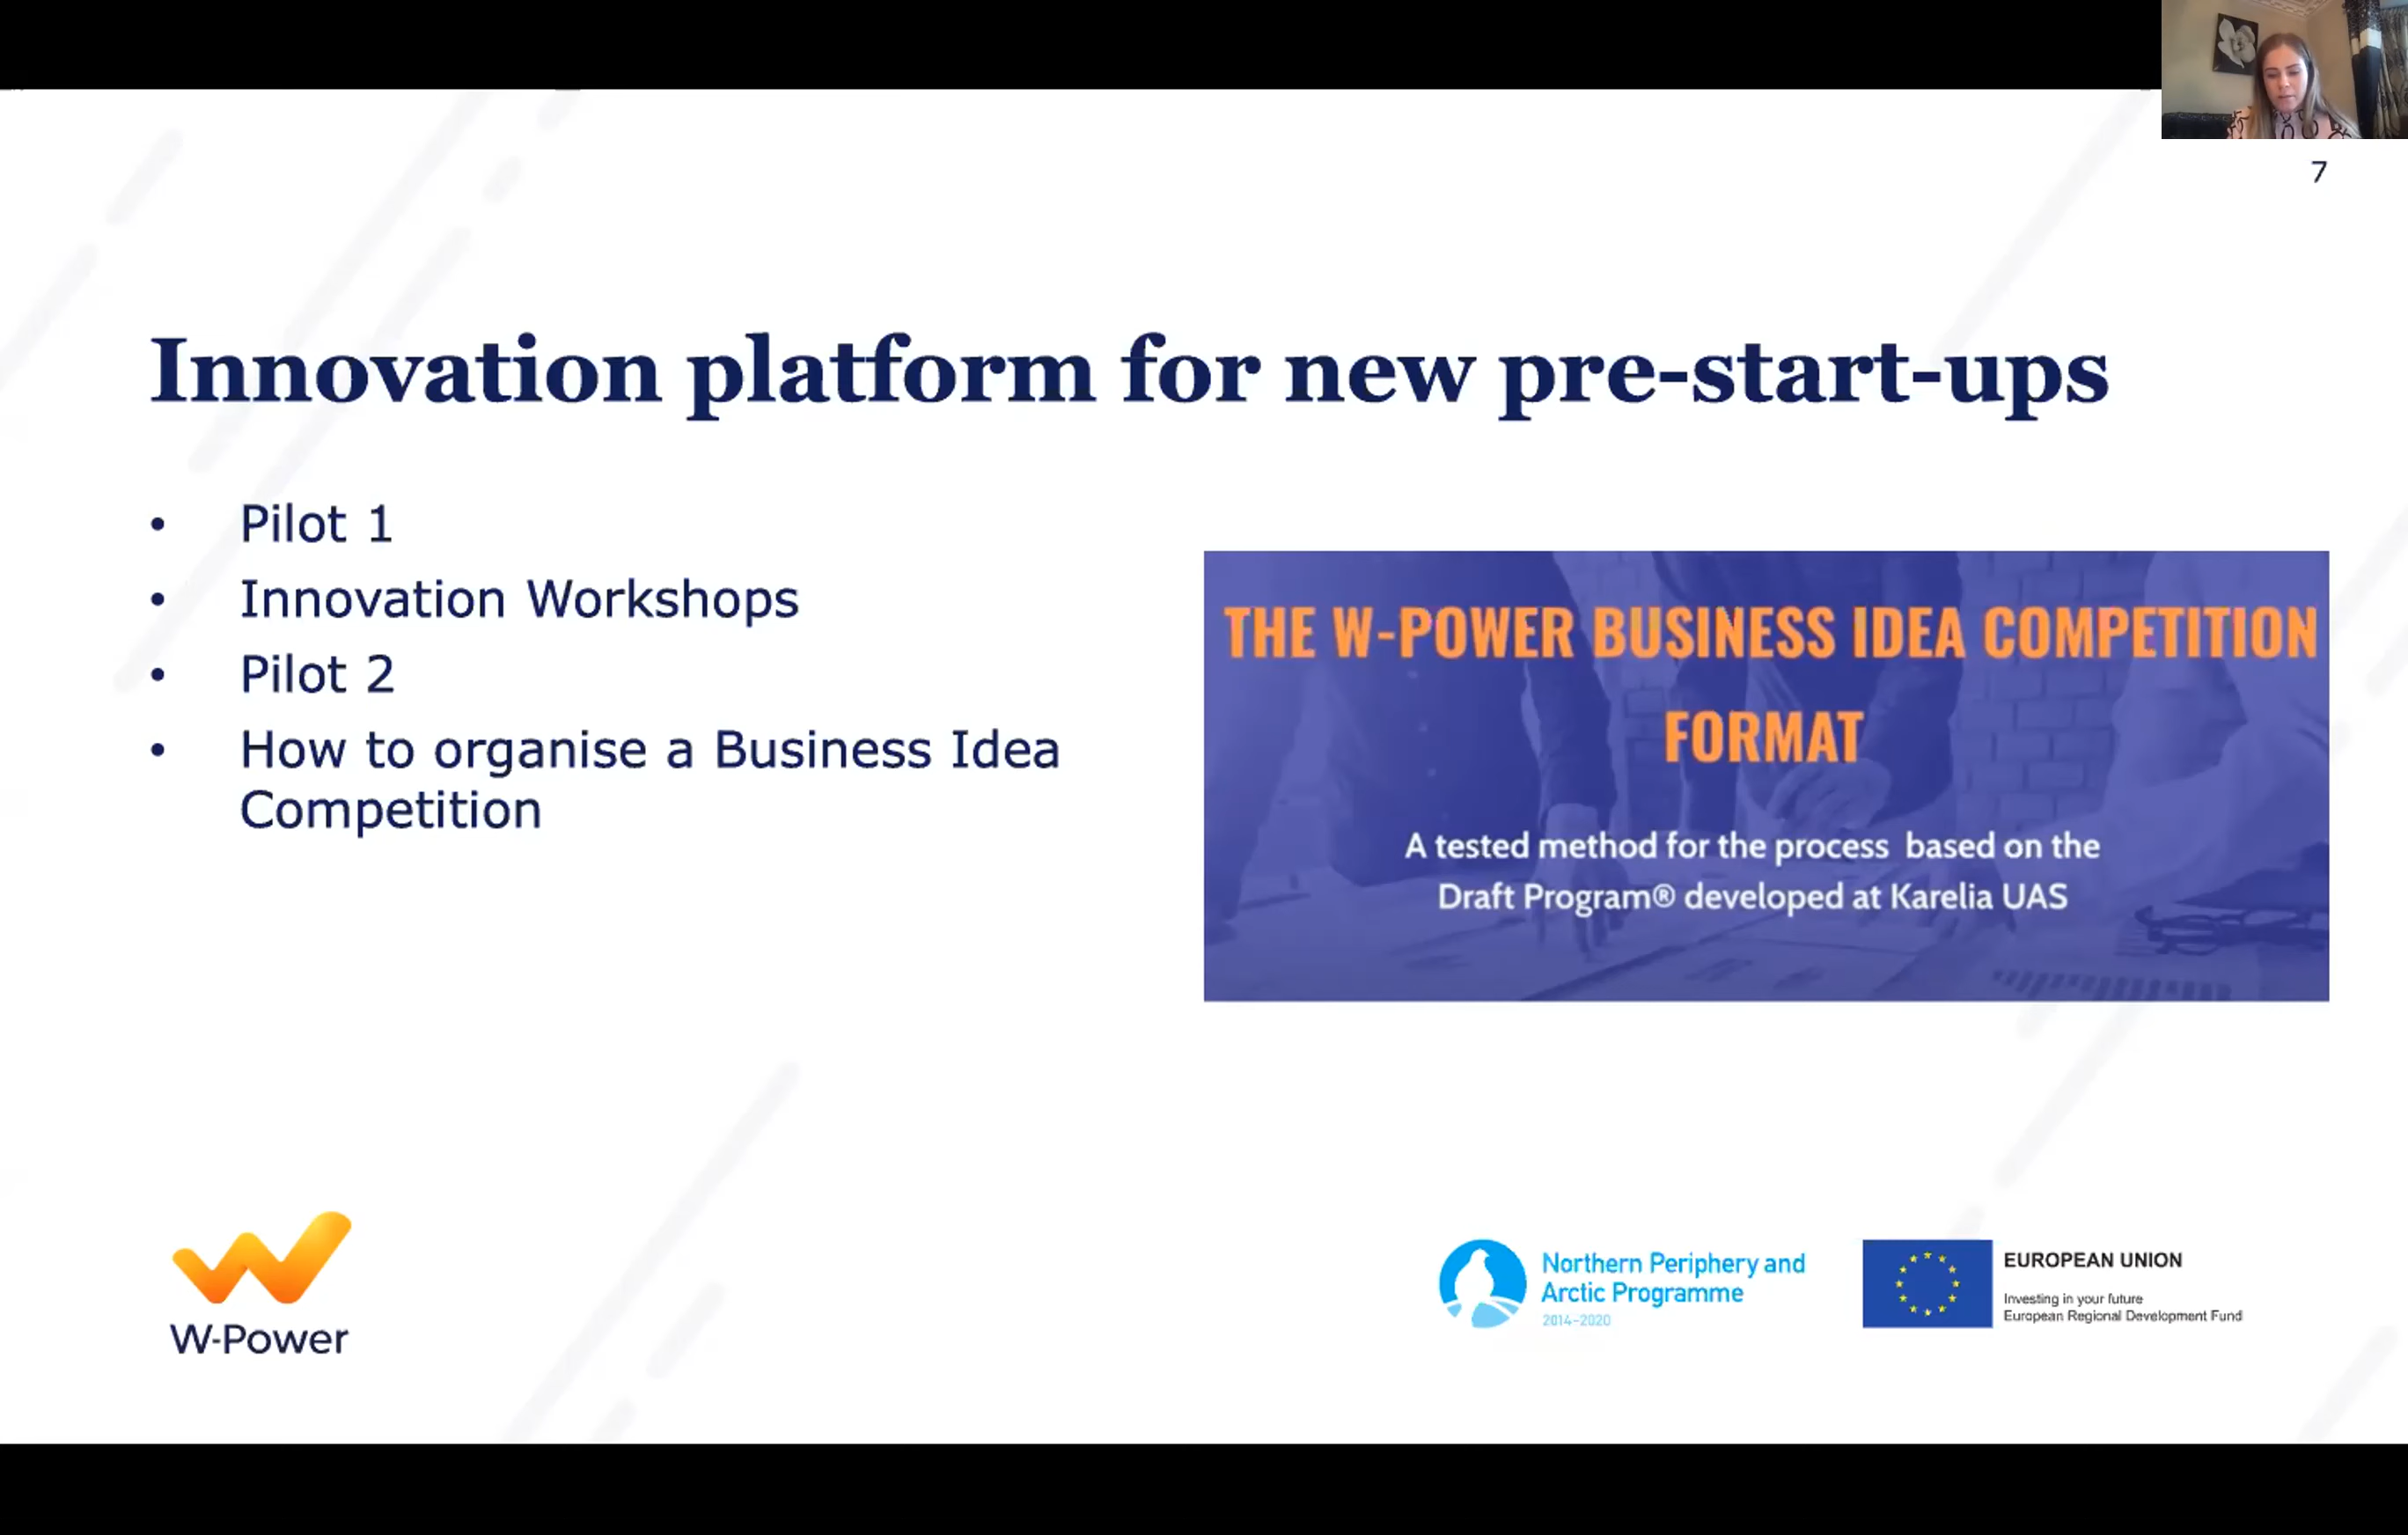 7
Innovation platform for new pre-start-ups
• Pilot 1
• Innovation Workshops
• Pilot 2
• How to organise a Business Idea
Competition
THE W-POWER BUSINESS IDEA COMPETITION
FORMAT
A tested method for the process based on the
Draft Program® developed at Karelia UAS
W-Power
Northern Periphery and
Arctic Programme
2014–2020
EUROPEAN UNION
Investing in your future
European Regional Development Fund